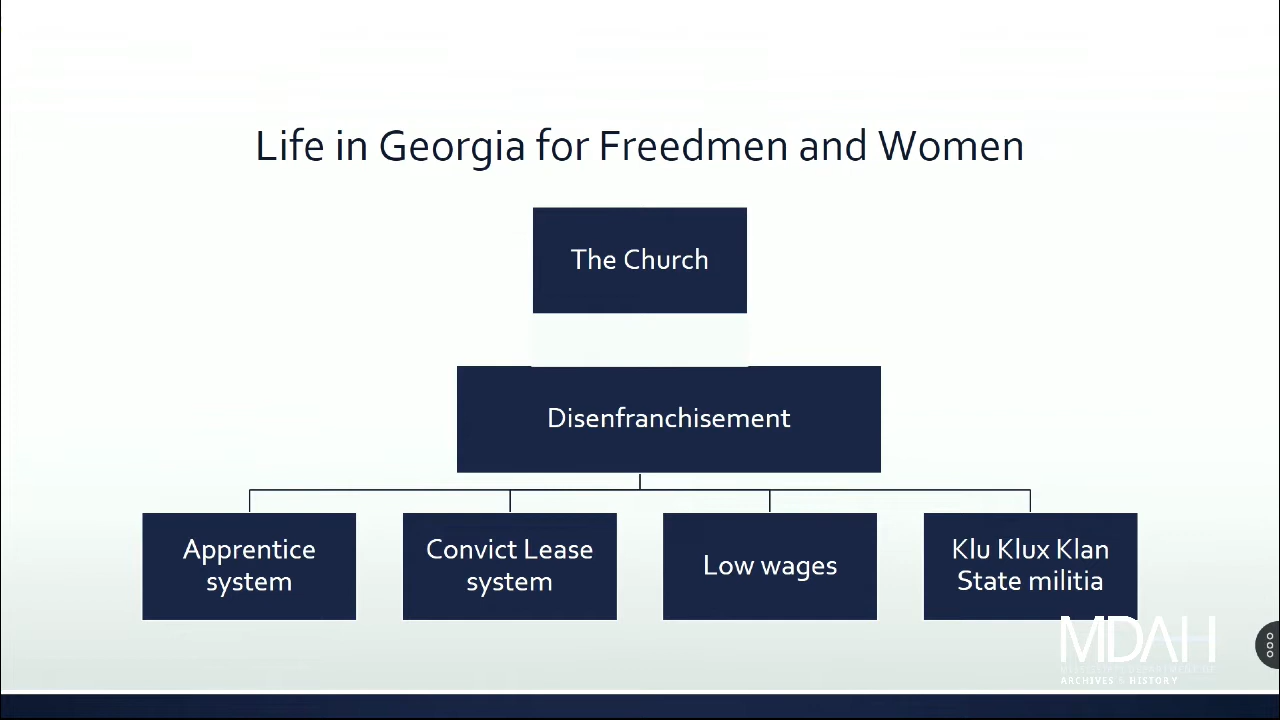 Life in Georgia for Freedmen and Women
The Church
Disenfranchisement
Apprentice
system
Convict Lease
system
Low wages
Klu Klux Klan
State militia
MDAH
ARCHIVES & HISTORY